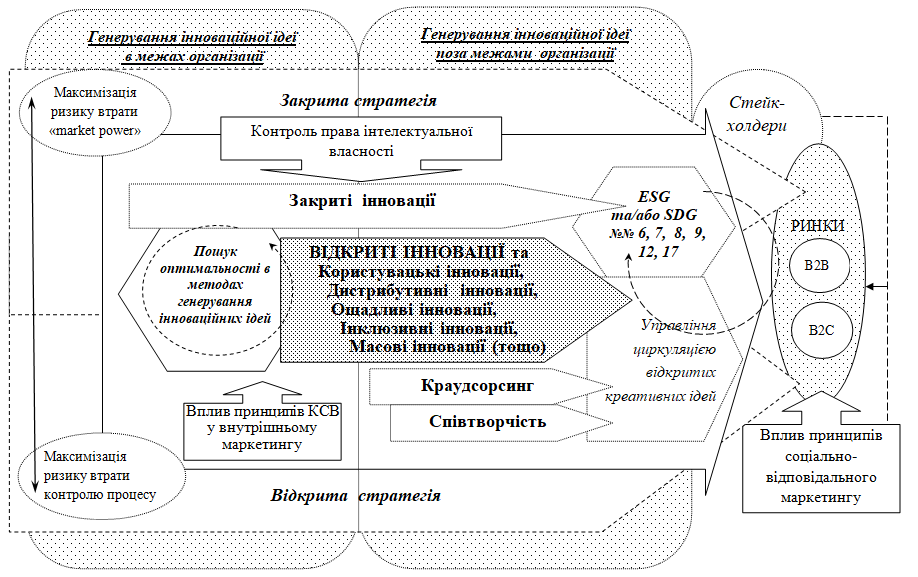 Генерування інноваційної ідеї
в межах організації
Генерування інноваційної ідеї
поза межами організації
Максимізація
ризику втрати
«market power»
Закрита стратегія
Стейк-
холдери
Контроль права інтелектуальної
власності
Закриті інновації
ESG
та/або SDG
№№ 6, 7, 8, 9,
12, 17
РИНКИ
B2B
B2C
Пошук
оптимальності в
методах
генерування
інноваційних ідей
ВІДКРИТІ ІННОВАЦІЇ та
Користувацькі інновації,
Дистрибутивні інновації,
Ощадливі інновації,
Інклюзивні інновації,
Масові інновації (тощо)
Управління
циркуляцією
відкритих
креативних ідей
Краудсорсинг
Співтворчість
Вплив принципів КСВ
у внутрішньому
маркетингу
Вплив принципів
соціально-
відповідального
маркетингу
Максимізація
ризику втрати
контролю процесу
Відкрита стратегія